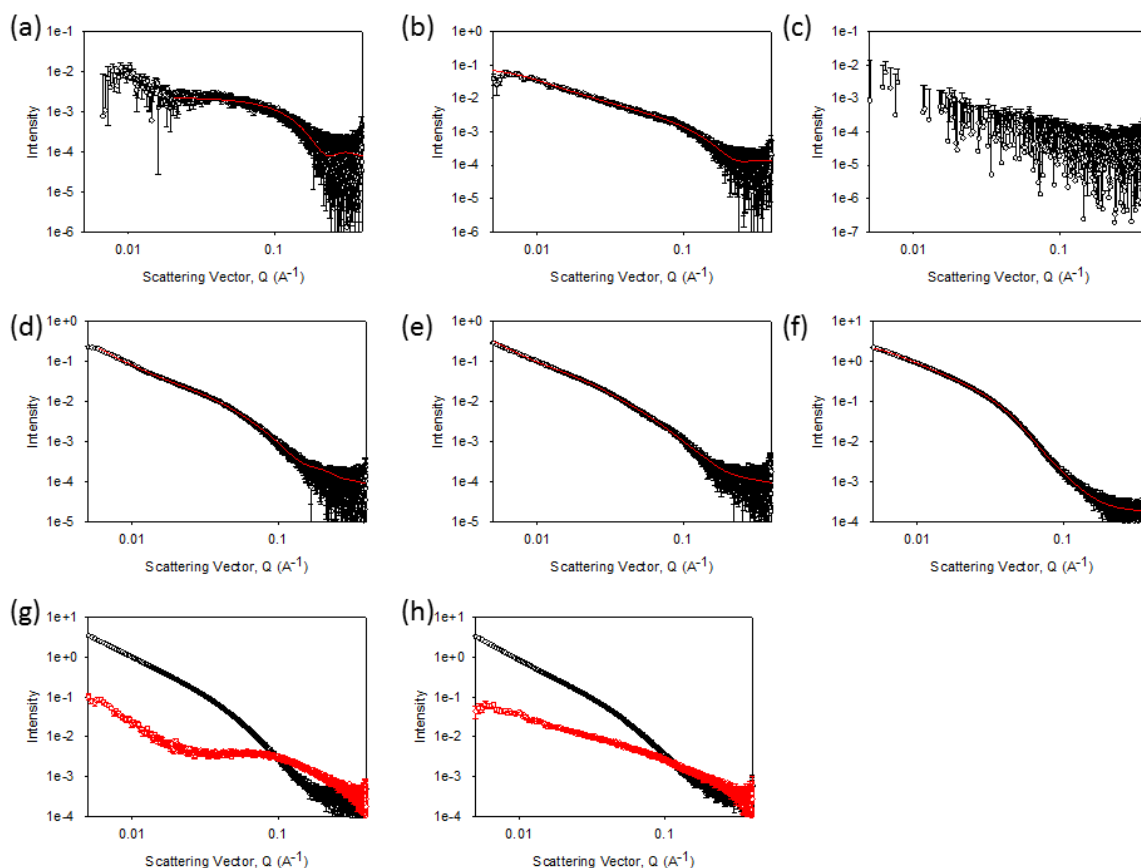 (a)
1e-1
1e-2
1e-3
1e-4
1e-5
1e-6
Intensity
0.01 0.1
Scattering Vector, Q (A-1)
(b)
1e+0
1e-1
1e-2
1e-3
1e-4
1e-5
1e-6
Intensity
0.01 0.1
Scattering Vector, Q (A-1)
(c)
1e-1
1e-2
1e-3
1e-4
1e-5
1e-6
1e-7
Intensity
0.01 0.1
Scattering Vector, Q (A-1)
(d)
1e+0
1e-1
1e-2
1e-3
1e-4
1e-5
Intensity
0.01 0.1
Scattering Vector, Q (A-1)
(e)
1e+0
1e-1
1e-2
1e-3
1e-4
1e-5
Intensity
0.01 0.1
Scattering Vector, Q (A-1)
(f)
1e+1
1e+0
1e-1
1e-2
1e-3
1e-4
Intensity
0.01 0.1
Scattering Vector, Q (A-1)
(g)
1e+1
1e+0
1e-1
1e-2
1e-3
1e-4
Intensity
0.01 0.1
Scattering Vector, Q (A-1)
(h)
1e+1
1e+0
1e-1
1e-2
1e-3
1e-4
Intensity
0.01 0.1
Scattering Vector, Q (A-1)